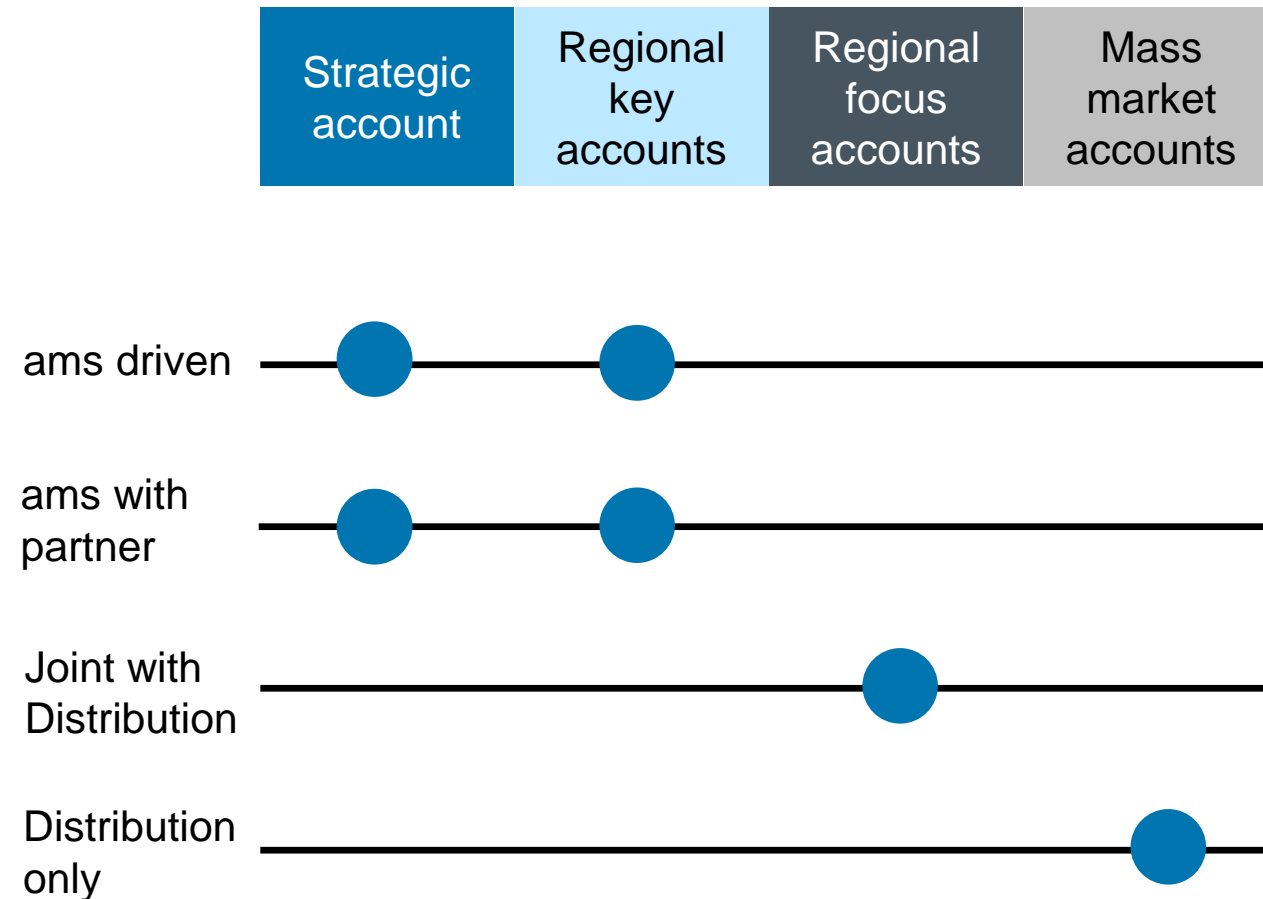 Strategic
account
Regional
key
accounts
Regional
focus
accounts
Mass
market
accounts
ams driven
ams with
partner
Joint with
Distribution
Distribution
only